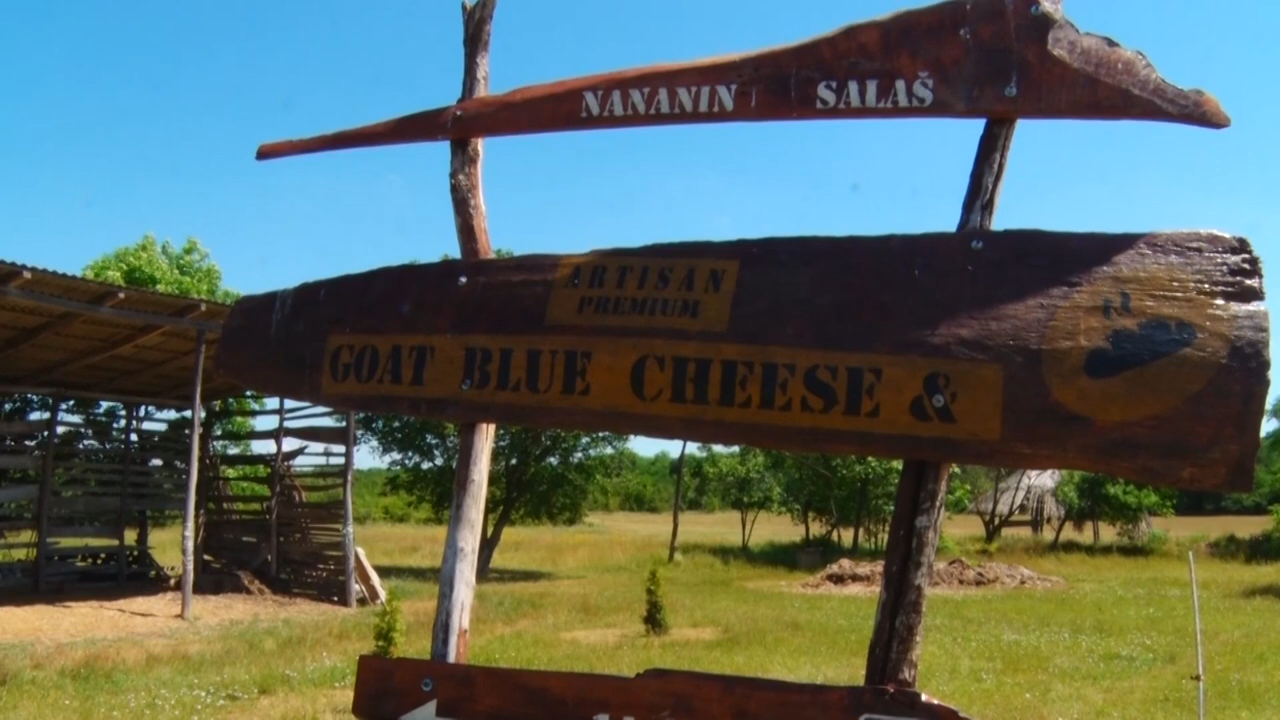 NANANIN SALAŠ
ARTISAN
PREMIUM
GOAT BLUE CHEESE &